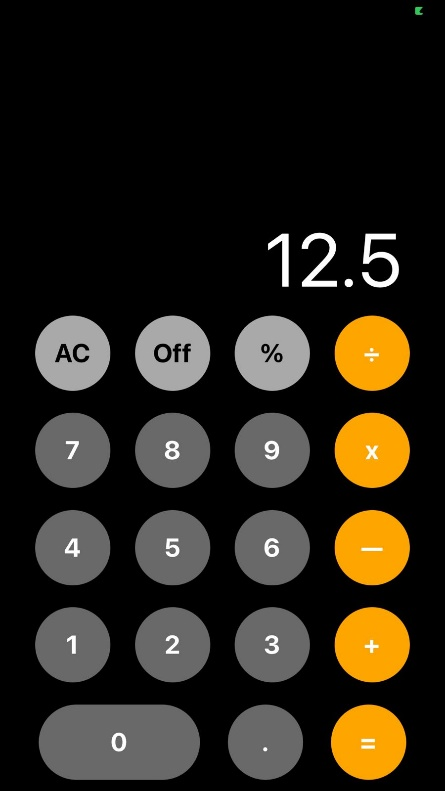 12.5
AC Off % ÷
7 8 9 x
4 5 6 —
1 2 3 +
0 . =